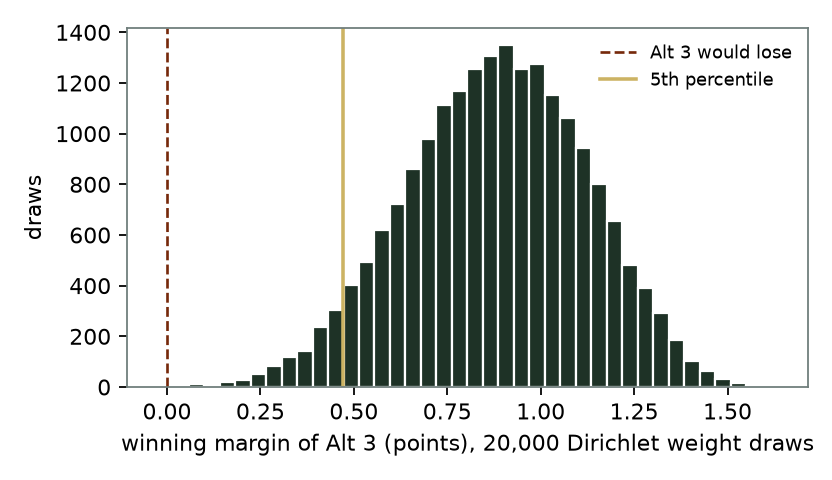 1400
1200
1000
800
600
400
200
0
draws
Alt 3 would lose
5th percentile
0.00 0.25 0.50 0.75 1.00 1.25 1.50
winning margin of Alt 3 (points), 20,000 Dirichlet weight draws